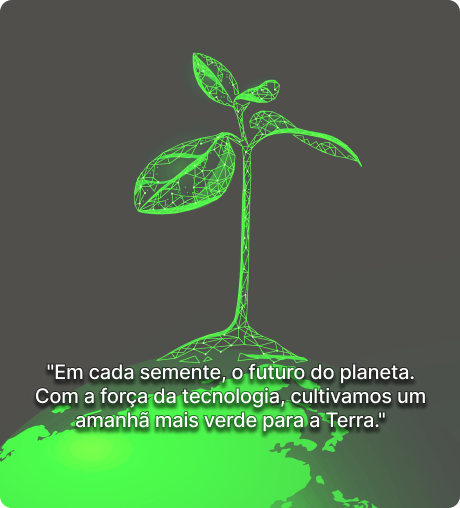 "Em cada semente, o futuro do planeta.
Com a força da tecnologia, cultivamos um
amanhã mais verde para a Terra."